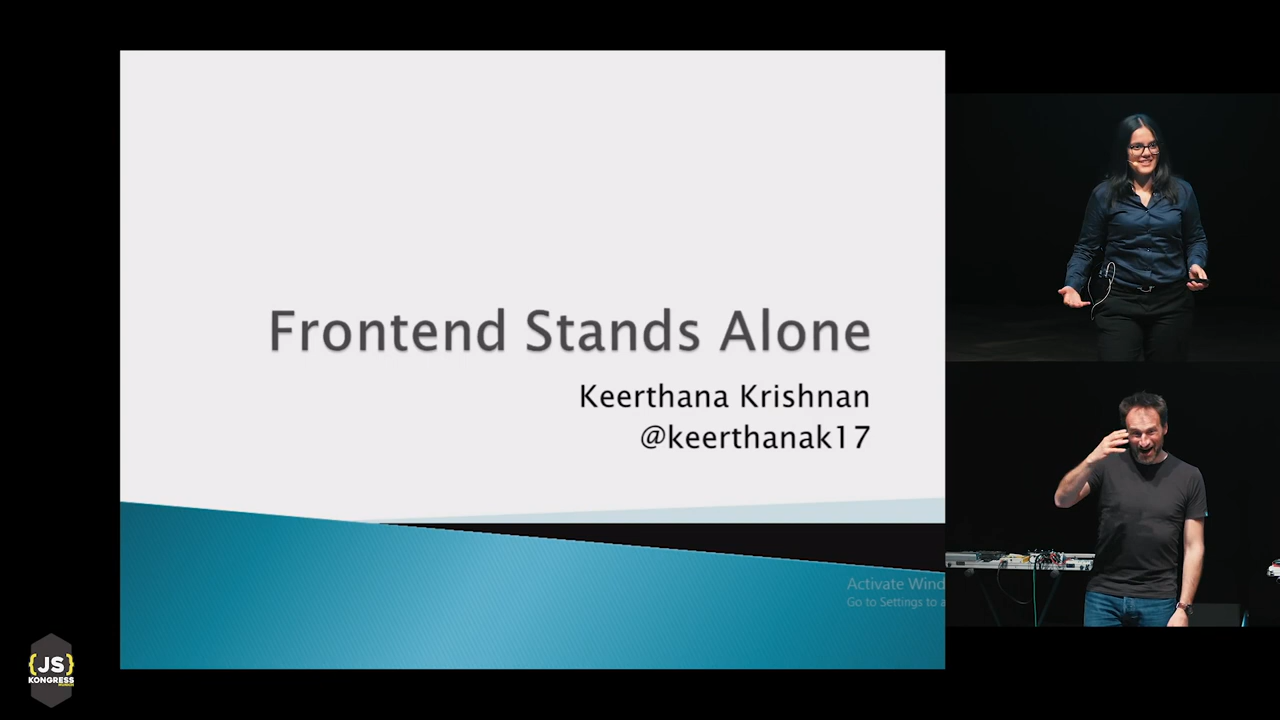 Frontend Stands Alone
Keerthana Krishnan
@keerthanak17
Activate Wind
Go to Settings to a
{JS}
KONGRESS